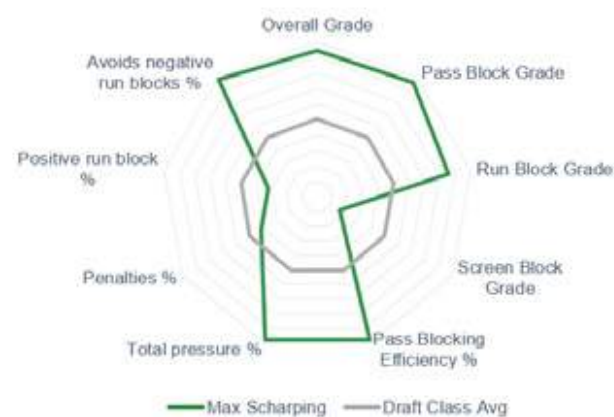 Overall Grade
Avoids negative
run blocks %
Pass Block Grade
Positive run block
%
Run Block Grade
Penalties %
Screen Block
Grade
Total pressure %
Pass Blocking
Efficiency %
Max Scharping
Draft Class Avg